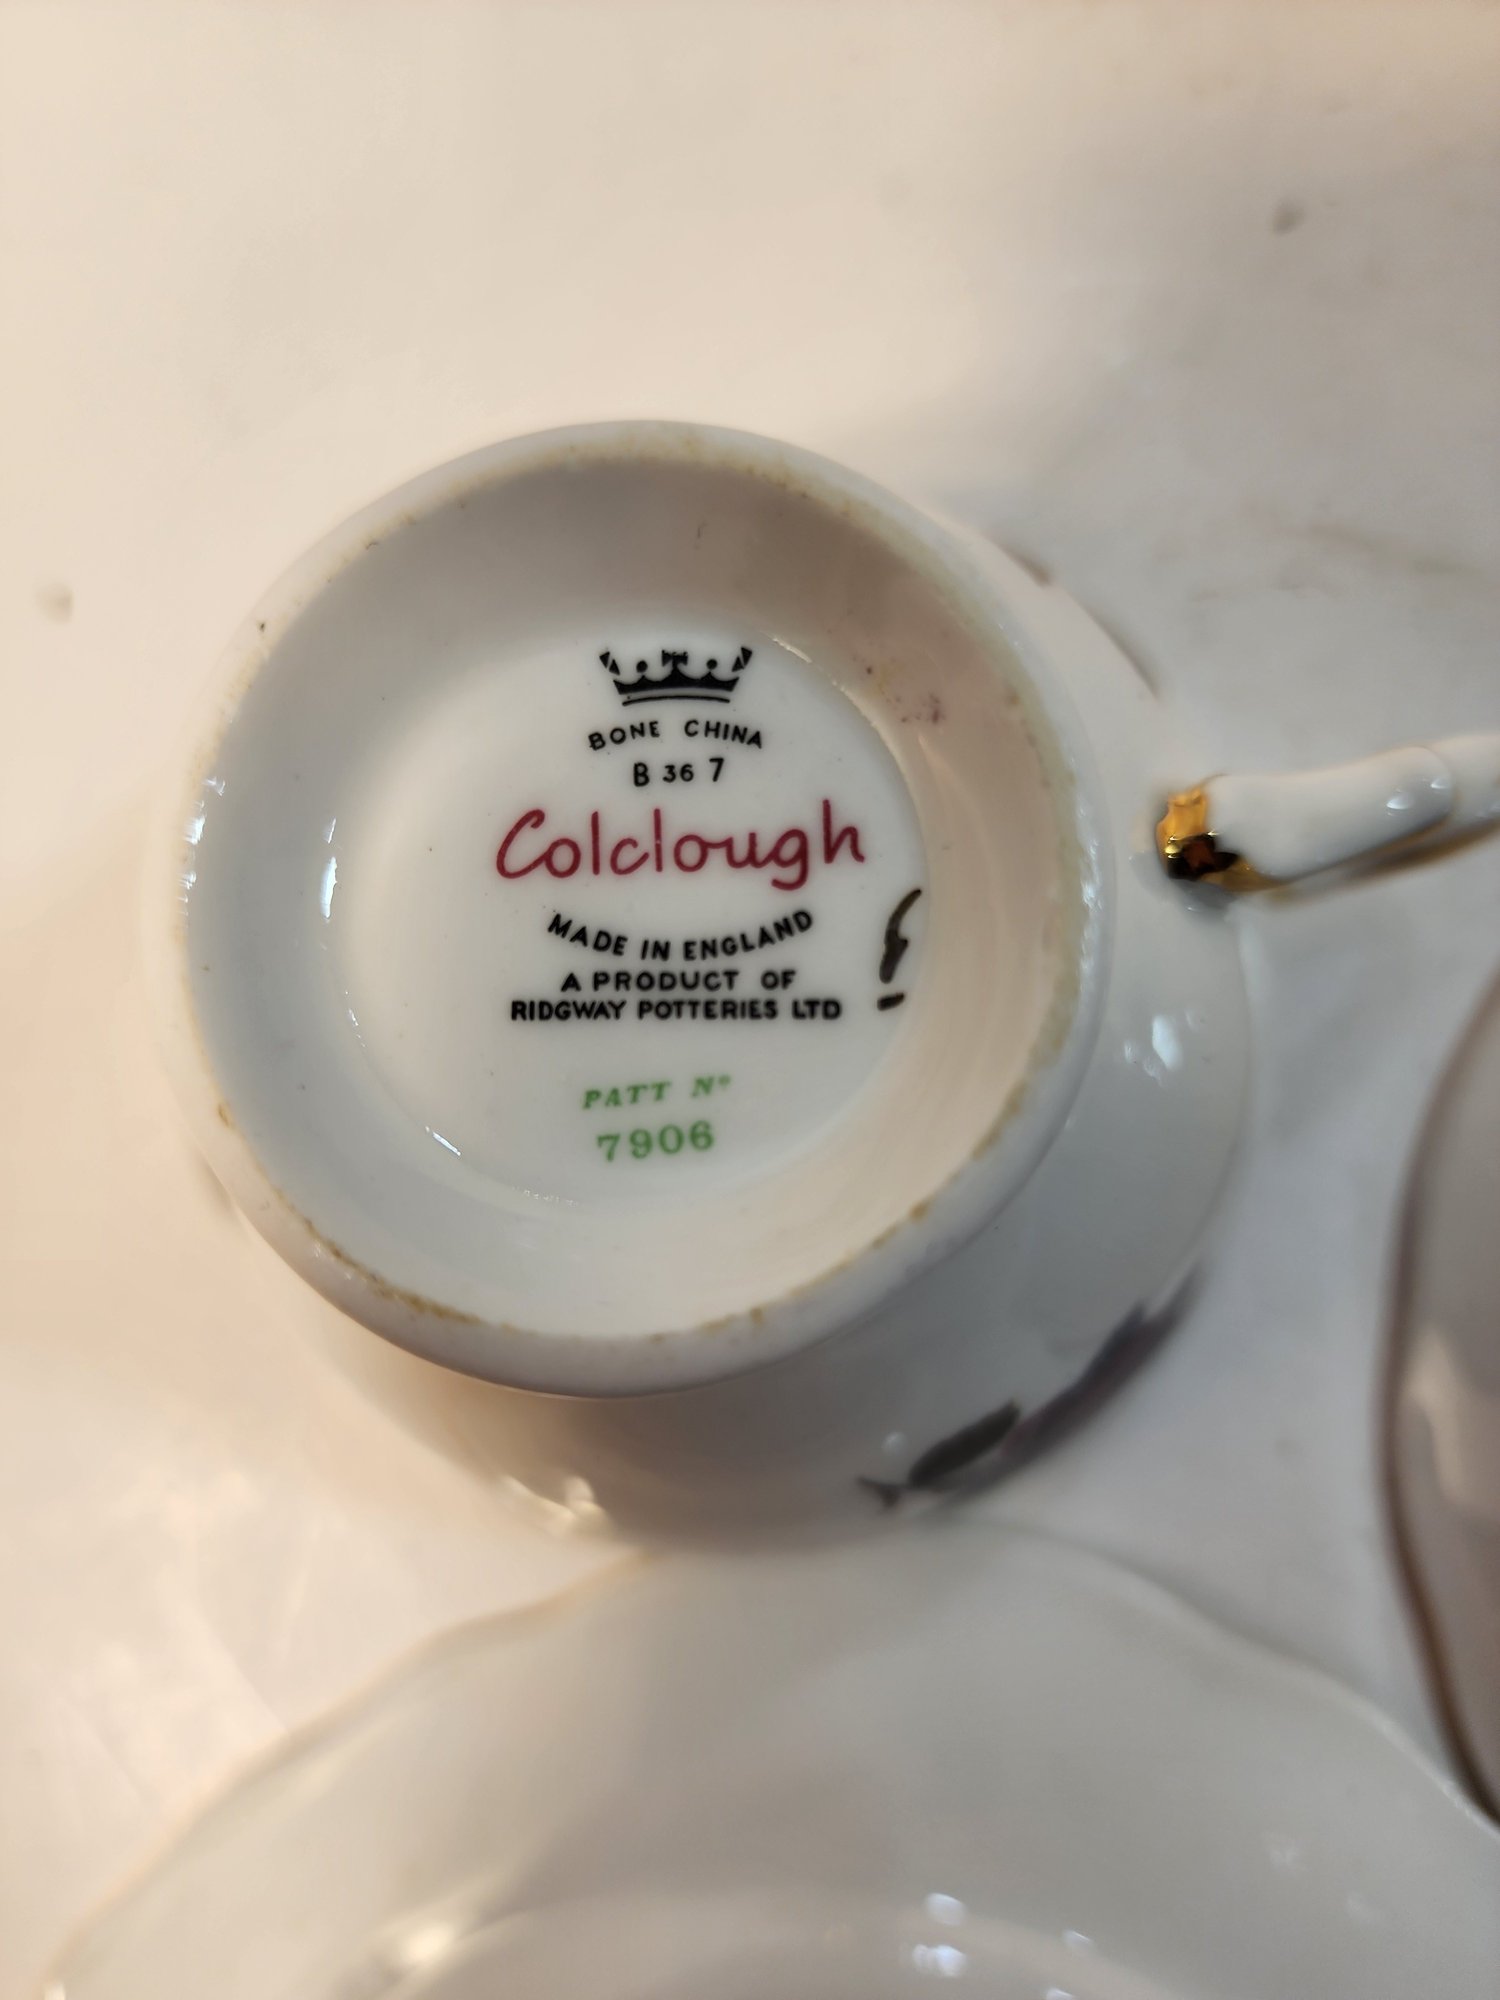 BONE CHINA
B 36 7
Colclough
MADE IN ENGLAND
A PRODUCT OF
RIDGWAY POTTERIES LTD
PATT Nº
7906